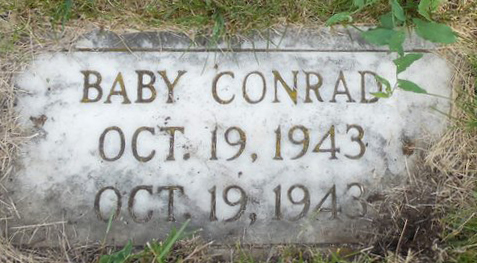 BABY CONRAD
OCT. 19, 1943
OCT. 19, 1943